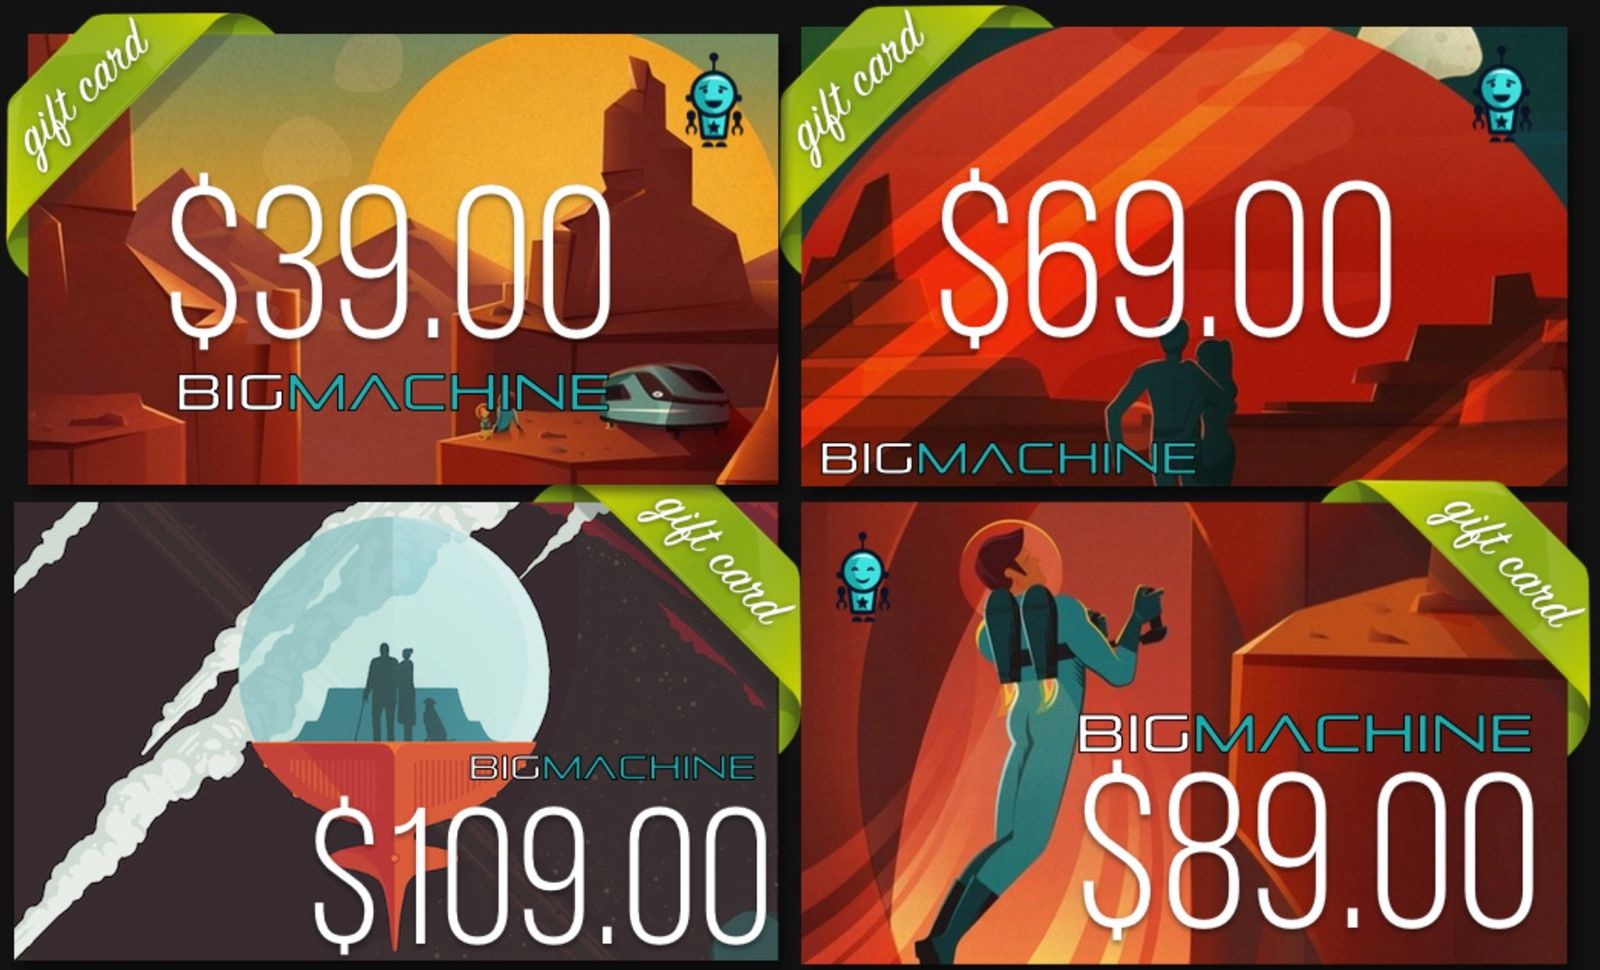 gift card
$39.00
BIGMACHINE
gift card
$69.00
BIGMACHINE
gift card
BIGMACHINE
$109.00
gift card
BIGMACHINE
$89.00